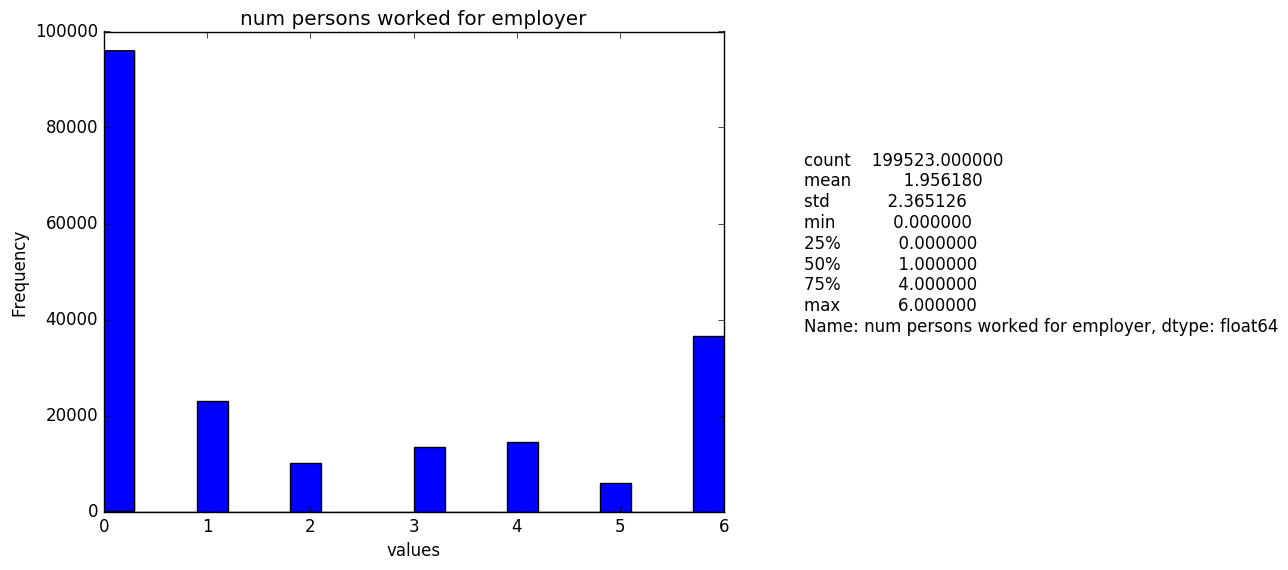 num persons worked for employer
100000
80000
60000
40000
20000
0
Frequency
0 1 2 3 4 5 6
values
count 199523.000000
mean 1.956180
std 2.365126
min 0.000000
25% 0.000000
50% 1.000000
75% 4.000000
max 6.000000
Name: num persons worked for employer, dtype: float64